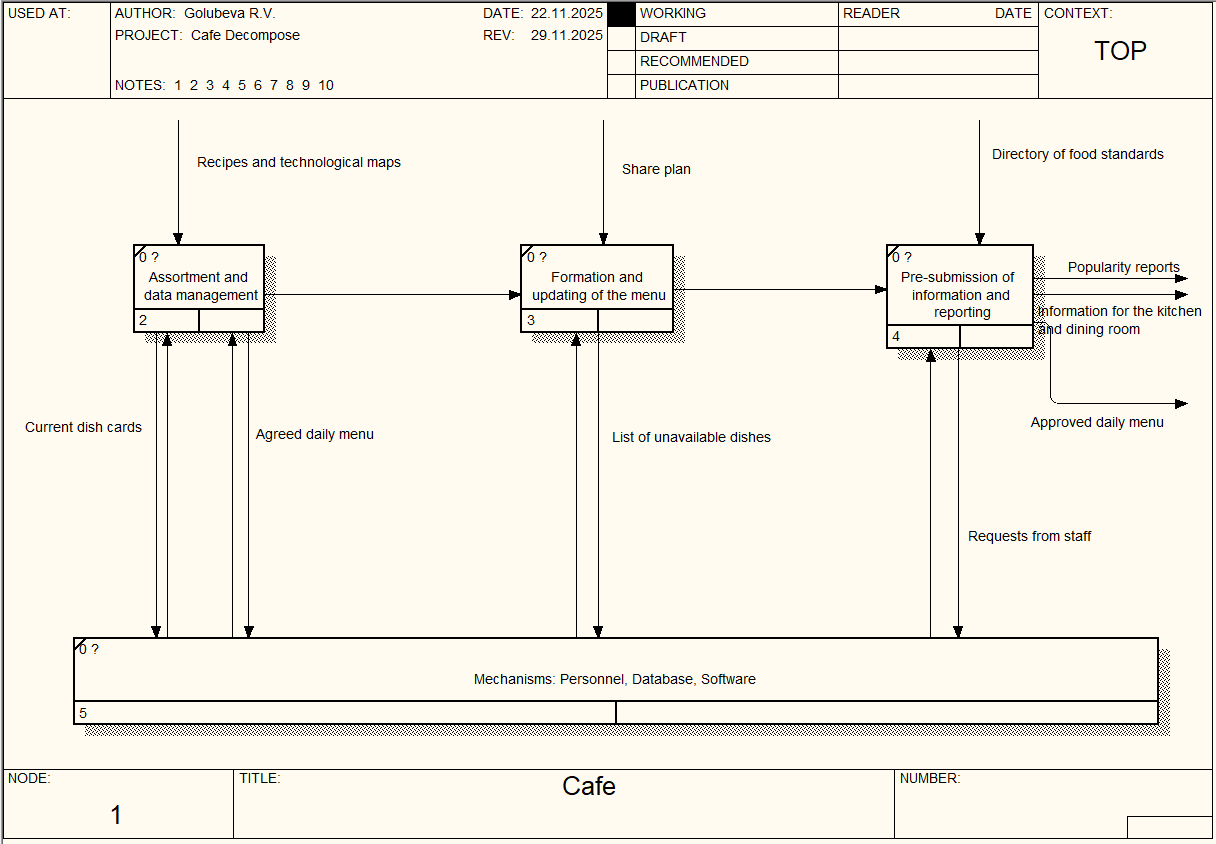 USED AT:
AUTHOR: Golubeva R.V.
DATE: 22.11.2025
PROJECT: Cafe Decompose
REV: 29.11.2025
NOTES: 1 2 3 4 5 6 7 8 9 10
WORKING
DRAFT
RECOMMENDED
PUBLICATION
READER DATE
CONTEXT:
TOP
Recipes and technological maps
Share plan
Directory of food standards
0 ?
Assortment and
data management
2
0 ?
Formation and
updating of the menu
3
0 ?
Pre-submission of
information and
reporting
4
Popularity reports
Information for the kitchen
and dining room
Approved daily menu
Current dish cards
Agreed daily menu
List of unavailable dishes
Requests from staff
0 ?
Mechanisms: Personnel, Database, Software
5
NODE:
1
TITLE:
Cafe
NUMBER: